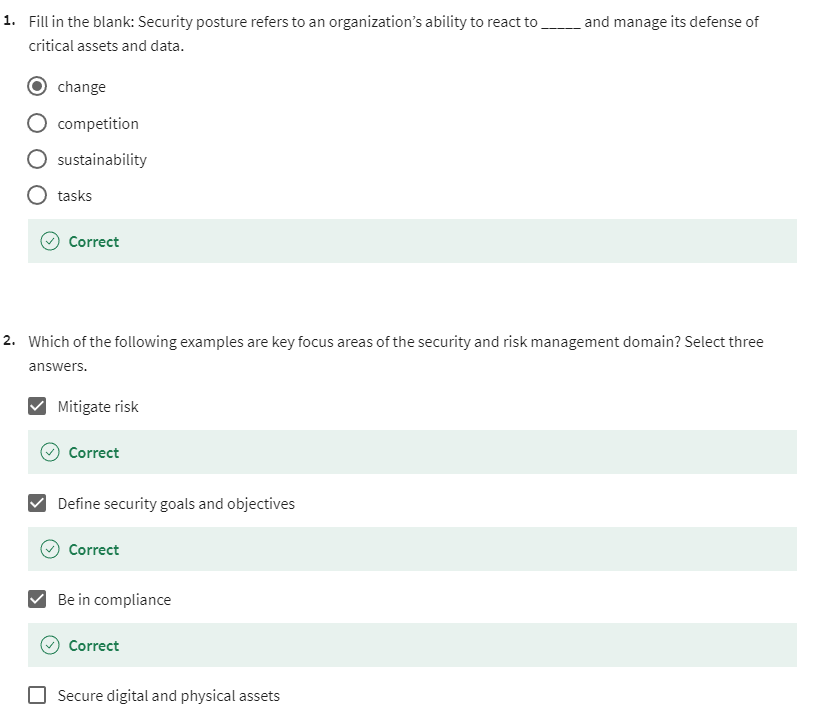 1. Fill in the blank: Security posture refers to an organization’s ability to react to _____ and manage its defense of
critical assets and data.
change
competition
sustainability
tasks
Correct
2. Which of the following examples are key focus areas of the security and risk management domain? Select three
answers.
Mitigate risk
Correct
Define security goals and objectives
Correct
Be in compliance
Correct
Secure digital and physical assets